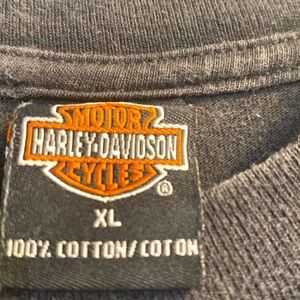 MOTOR
HARLEY-DAVIDSON
CYCLES
®
XL
100% COTTON/COTON